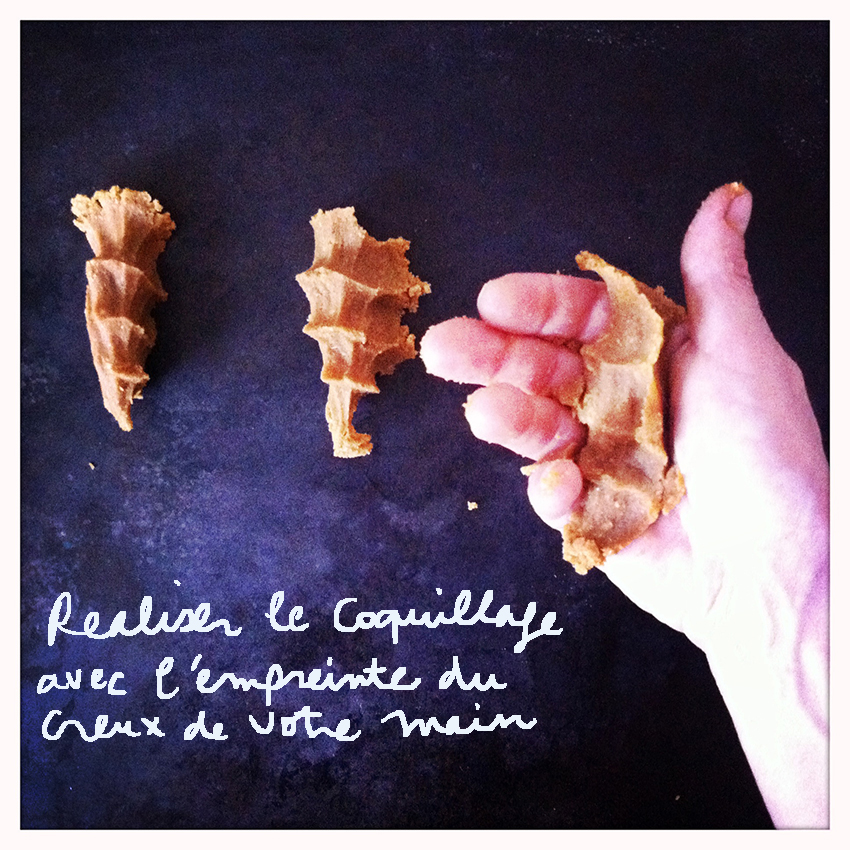 Realiser le Coquillage
avec l'empreinte du
Creux de votre main